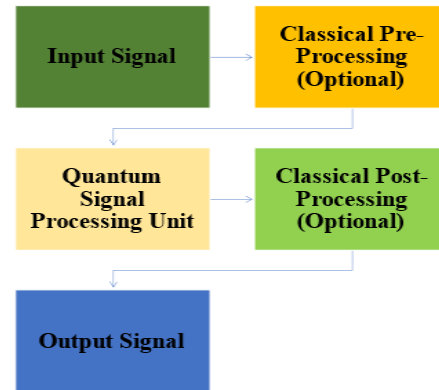 Input Signal
Classical Pre-
Processing
(Optional)
Quantum
Signal
Processing Unit
Classical Post-
Processing
(Optional)
Output Signal